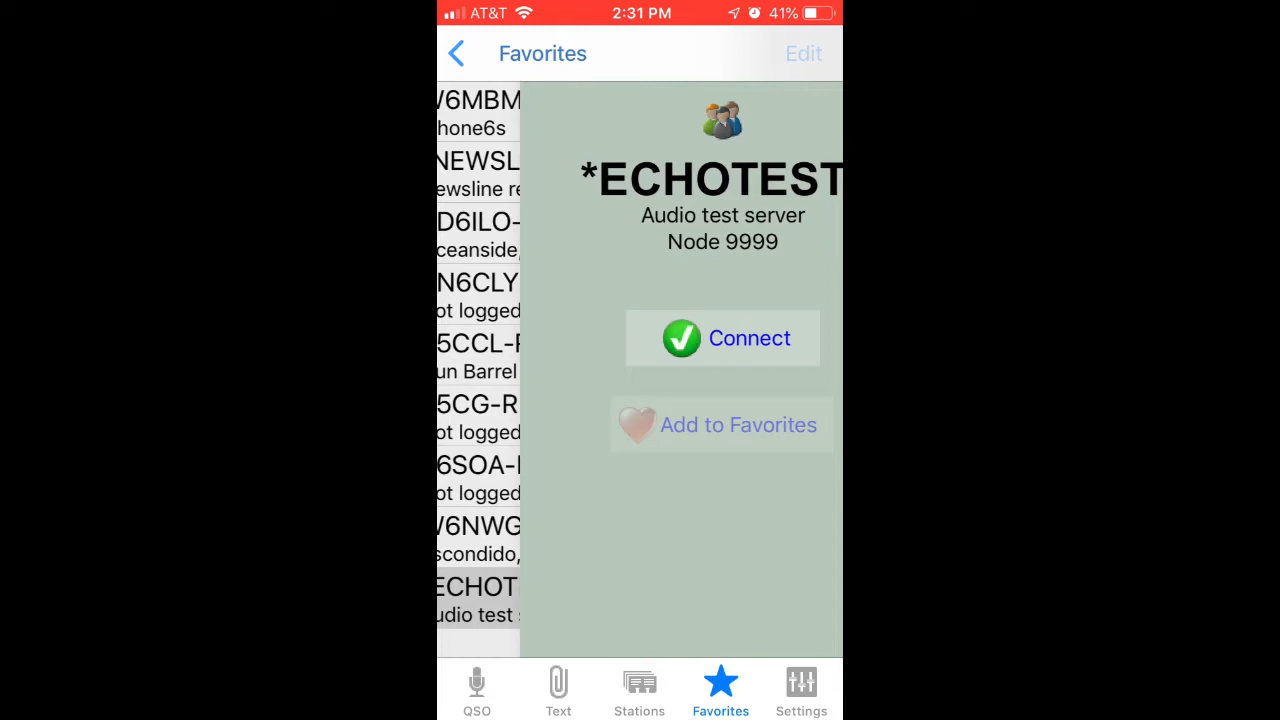 AT&T 2:31 PM 41%
Favorites Edit
W6MBM
hone6s
NEWSL
ewsline re
D6ILO-
ceanside,
N6CLY
ot logged
5CCL-
un Barrel
5CG-R
ot logged
6SOA-
ot logged
W6NWG
scondido,
ECHOT
udio test
*ECHOTEST
Audio test server
Node 9999
Connect
Add to Favorites
QSO Text Stations Favorites Settings